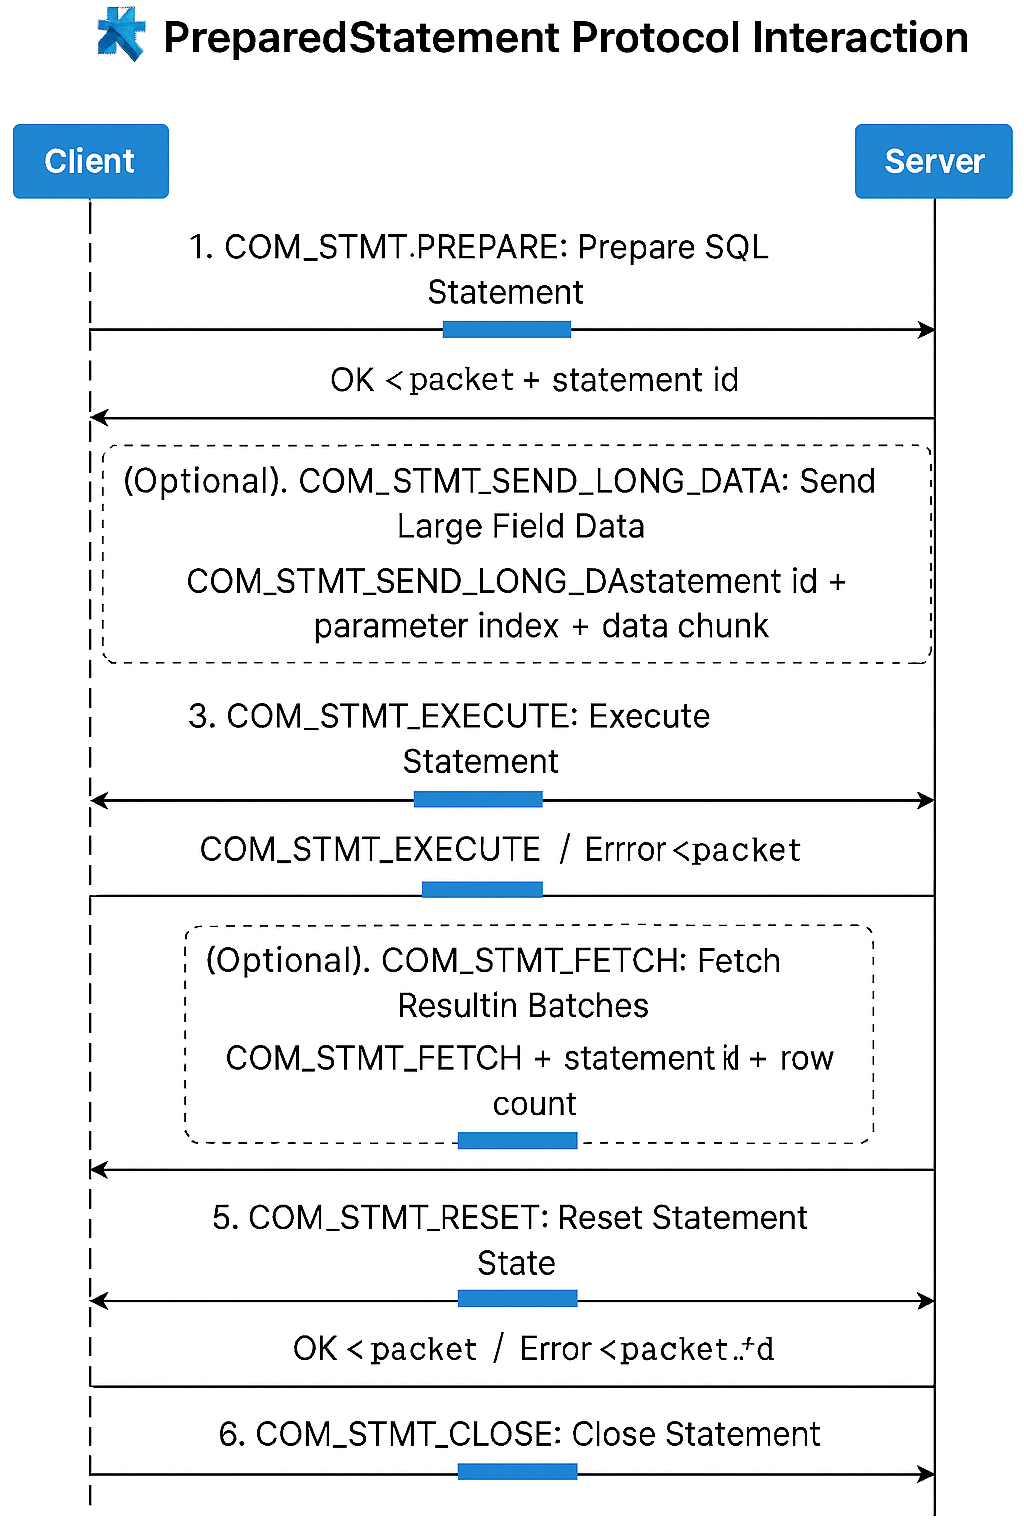 PreparedStatement Protocol Interaction
Client
Server
1. COM_STMT.PREPARE: Prepare SQL
Statement
OK <packet + statement id
(Optional). COM_STMT_SEND_LONG_DATA: Send
Large Field Data
COM_STMT_SEND_LONG_DAstatement id +
parameter index + data chunk
3. COM_STMT_EXECUTE: Execute
Statement
COM_STMT_EXECUTE / Errror<packet
(Optional). COM_STMT_FETCH: Fetch
Resultin Batches
COM_STMT_FETCH + statement id + row
count
5. COM_STMT_RESET: Reset Statement
State
OK <packet / Error <packet
6. COM_STMT_CLOSE: Close Statement